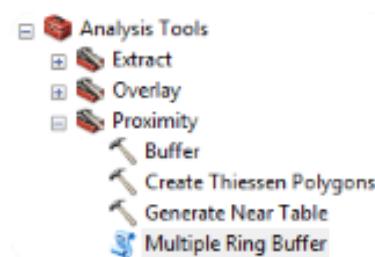 Analysis Tools
Extract
Overlay
Proximity
Buffer
Create Thiessen Polygons
Generate Near Table
Multiple Ring Buffer